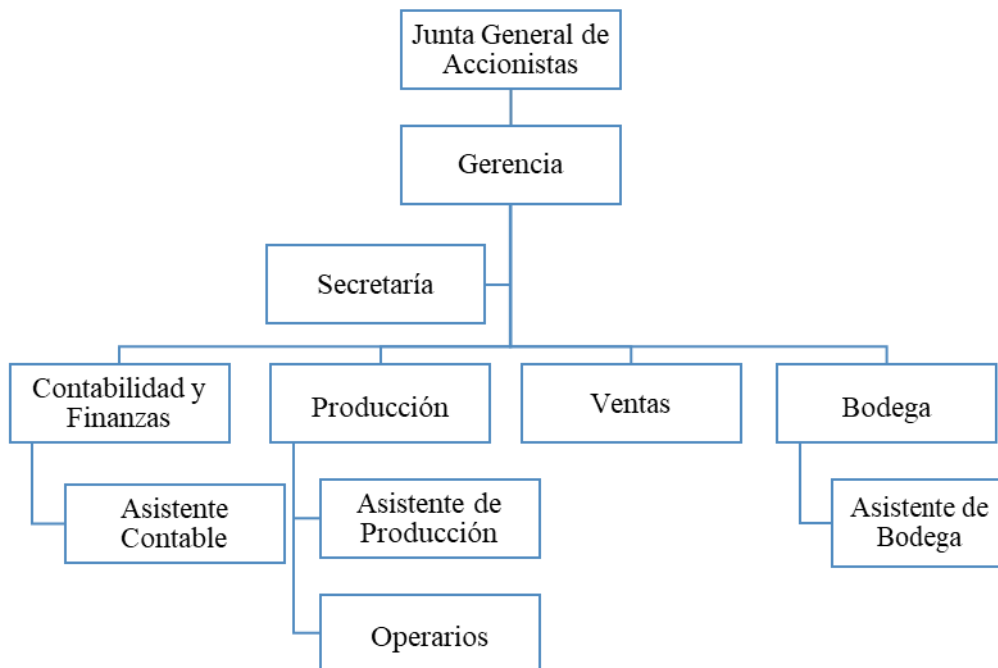 Junta General de
Accionistas
Gerencia
Secretaría
Contabilidad y
Finanzas
Producción
Ventas
Bodega
Asistente
Contable
Asistente de
Producción
Asistente de
Bodega
Operarios